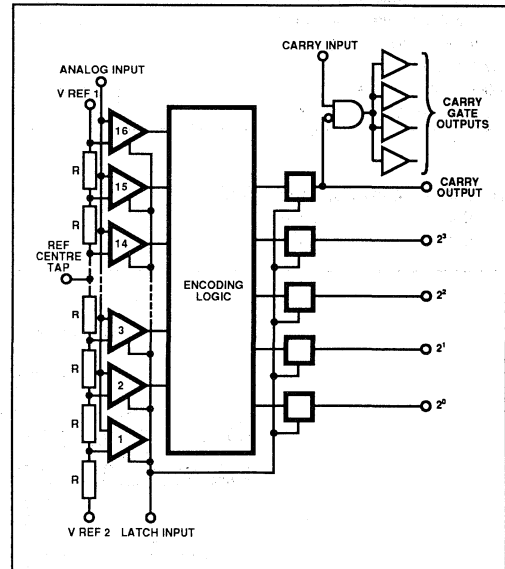 CARRY INPUT
ANALOG INPUT
V REF 1
CARRY
GATE
OUTPUTS
16
R
15
CARRY
OUTPUT
R
14
2³
REF
CENTRE
TAP
ENCODING
LOGIC
2²
R
3
2¹
R
2
2⁰
R
1
R
V REF 2
LATCH INPUT